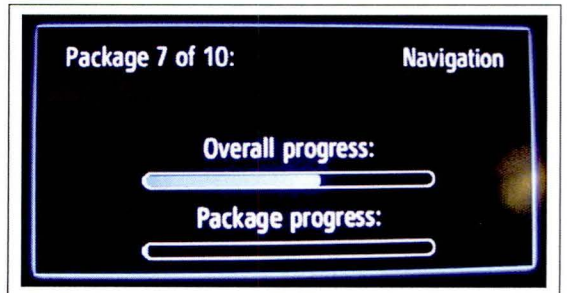 Package 7 of 10: Navigation
Overall progress:
Package progress: